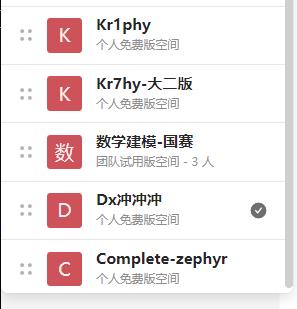 K
Kr1phy
个人免费版空间
K
Kr7hy-大二版
个人免费版空间
数
数学建模-国赛
团队试用版空间 - 3 人
D
Dx冲冲冲
个人免费版空间
C
Complete-zephyr
个人免费版空间